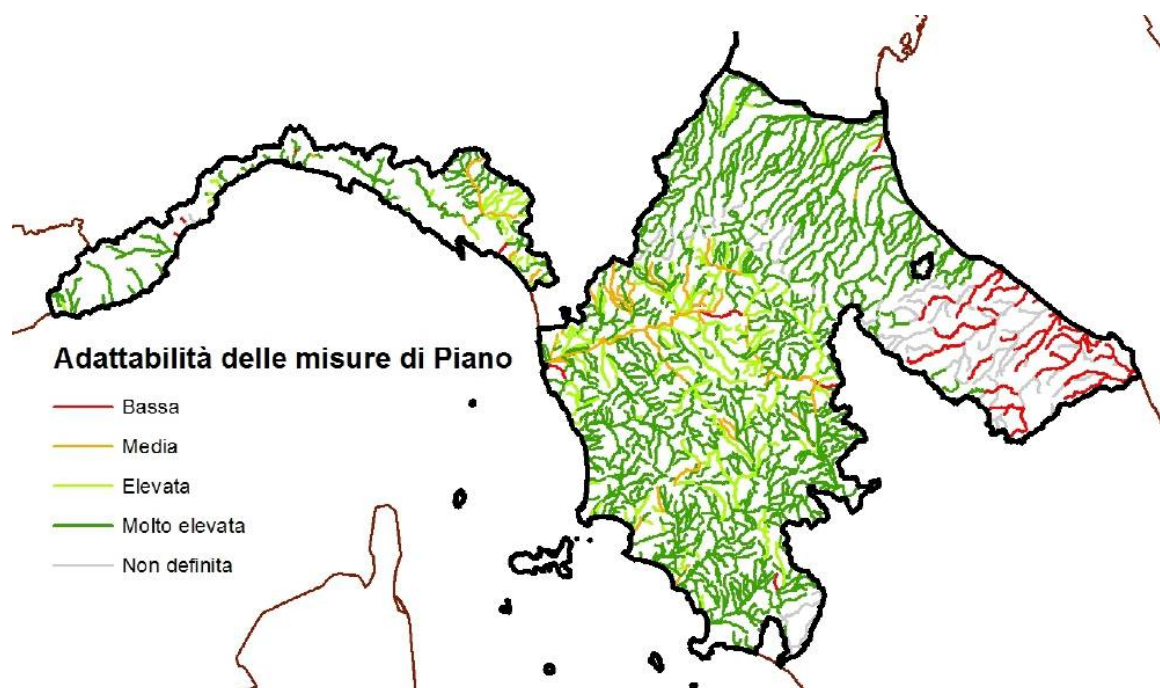 Adattabilità delle misure di Piano
Bassa
Media
Elevata
Molto elevata
Non definita